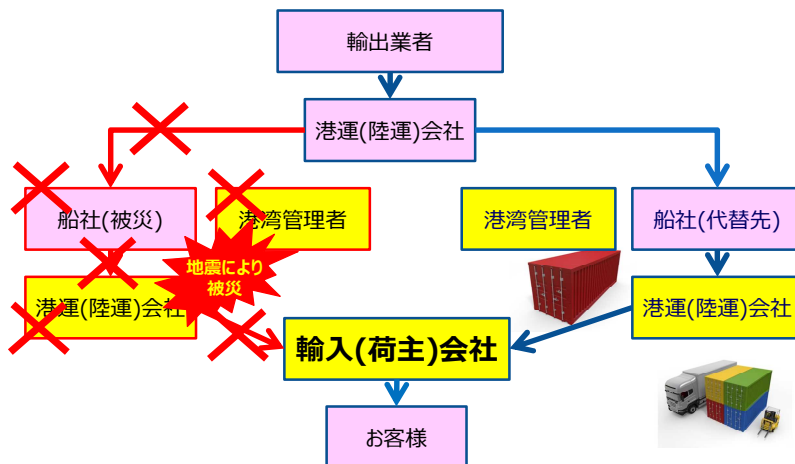 輸出業者
港運(陸運)会社
船社(被災)
港湾管理者
港湾管理者
船社(代替先)
地震により
被災
港運(陸運)会社
港運(陸運)会社
輸入(荷主)会社
お客様